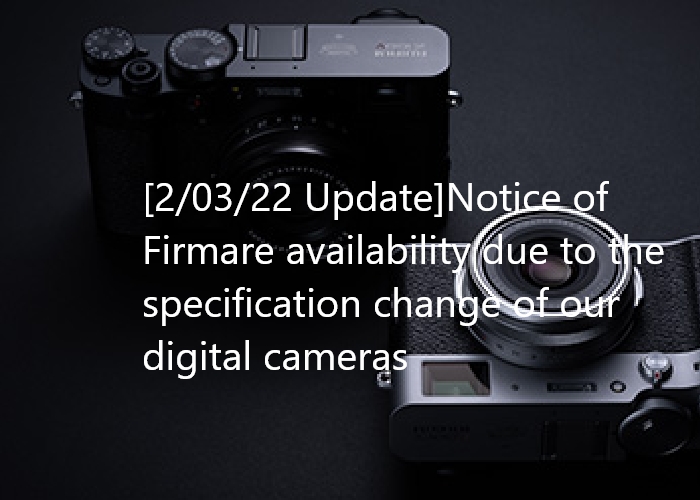 [2/03/22 Update]Notice of
Firmare availability due to the
specification change of our
digital cameras